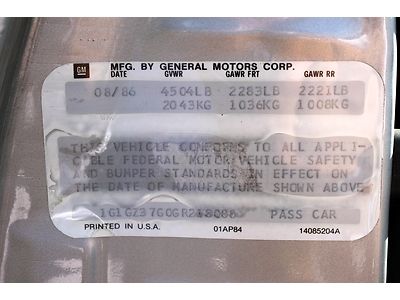 GM
MFG. BY GENERAL MOTORS CORP.
DATE GVWR GAWR FRT GAWR RR
08/86 4504LB 2283LB 2221LB
2043KG 1036KG 1008KG
THIS VEHICLE CONFORMS TO ALL APPLI-
CABLE FEDERAL MOTOR VEHICLE SAFETY
AND BUMPER STANDARDS IN EFFECT ON
THE DATE OF MANUFACTURE SHOWN ABOVE
PASS CAR
PRINTED IN U.S.A. 01AP84 14085204A